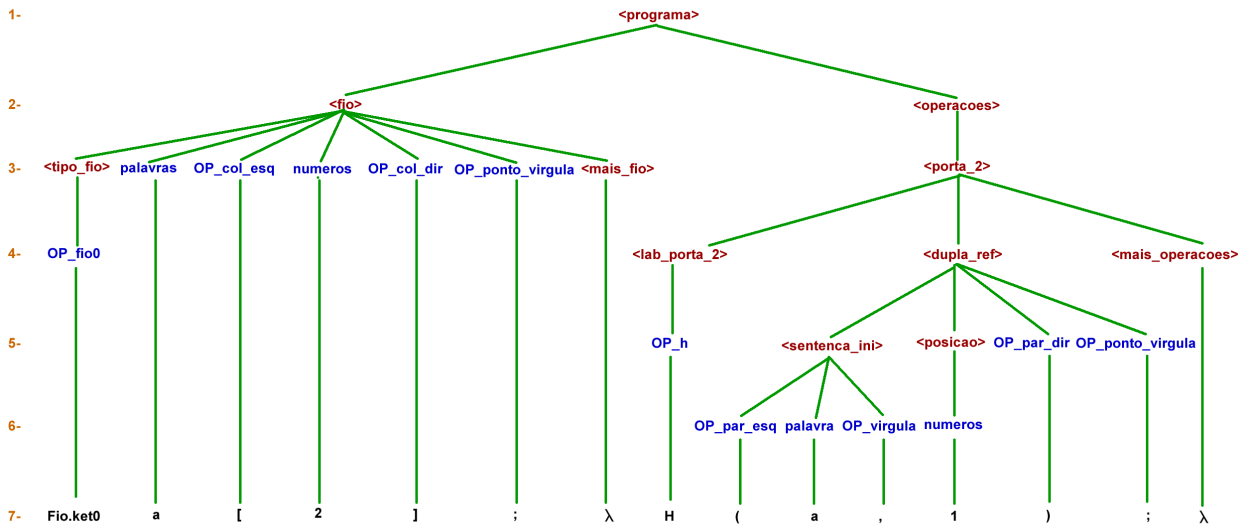 1- <programa>
2- <fio> <operacoes>
3- <tipo_fio> palavras OP_col_esq numeros OP_col_dir OP_ponto_virgula <mais_fio> <porta_2>
4- OP_fio0 <lab_porta_2> <dupla_ref> <mais_operacoes>
5- OP_h <sentenca_ini> <posicao> OP_par_dir OP_ponto_virgula
6- OP_par_esq palavra OP_virgula numeros
7- Fio.ket0 a [ 2 ] ; λ H ( a , 1 ) ; λ